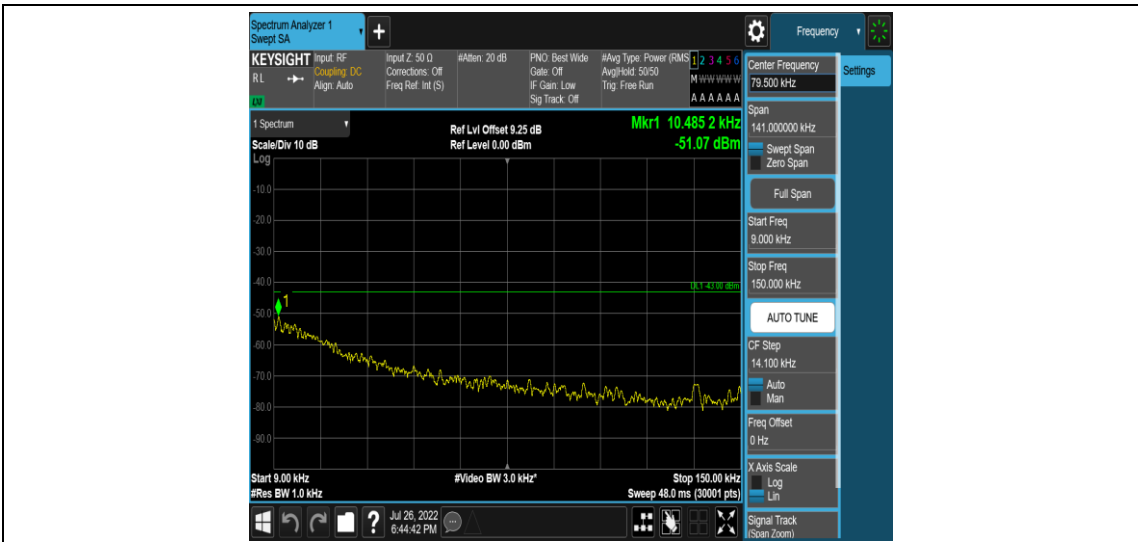 Spectrum Analyzer 1
Swept SA
+
Frequency
KEYSIGHT
RL
LXI
Input: RF
Coupling: DC
Align: Auto
Input Z: 50 Ω
Corrections: Off
Freq Ref: Int (S)
#Atten: 20 dB
PNO: Best Wide
Gate: Off
IF Gain: Low
Sig Track: Off
#Avg Type: Power (RMS
Avg|Hold: 50/50
Trig: Free Run
1 2 3 4 5 6
M W W W W W
A A A A A A
1 Spectrum
Scale/Div 10 dB
Ref Lvl Offset 9.25 dB
Ref Level 0.00 dBm
Mkr1 10.485 2 kHz
-51.07 dBm
Log
-10.0
-20.0
-30.0
-40.0
-50.0
-60.0
-70.0
-80.0
-90.0
DL1 -43.00 dBm
1
Start 9.00 kHz
#Res BW 1.0 kHz
#Video BW 3.0 kHz*
Stop 150.00 kHz
Sweep 48.0 ms (30001 pts)
?
Jul 26, 2022
6:44:42 PM
Center Frequency
79.500 kHz
Settings
Span
141.000000 kHz
Swept Span
Zero Span
Full Span
Start Freq
9.000 kHz
Stop Freq
150.000 kHz
AUTO TUNE
CF Step
14.100 kHz
Auto
Man
Freq Offset
0 Hz
X Axis Scale
Log
Lin
Signal Track
(Span Zoom)